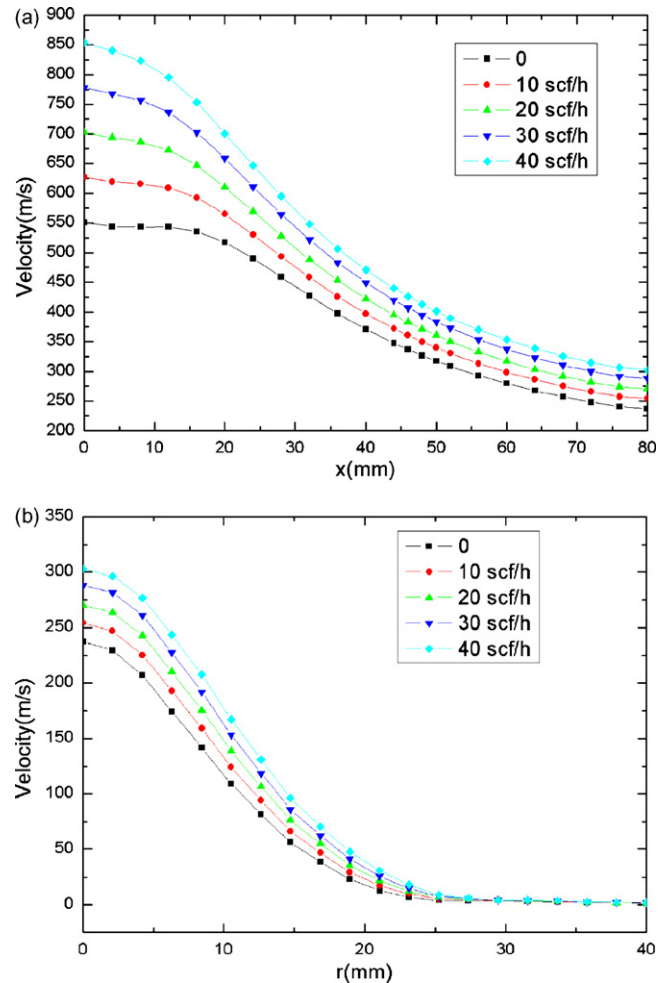 (a)
900
850
800
750
700
650
600
550
500
450
400
350
300
250
200
Velocity(m/s)
0
10 scf/h
20 scf/h
30 scf/h
40 scf/h
0 10 20 30 40 50 60 70 80
x(mm)
(b)
350
300
250
200
150
100
50
0
Velocity(m/s)
0
10 scf/h
20 scf/h
30 scf/h
40 scf/h
0 10 20 30 40
r(mm)